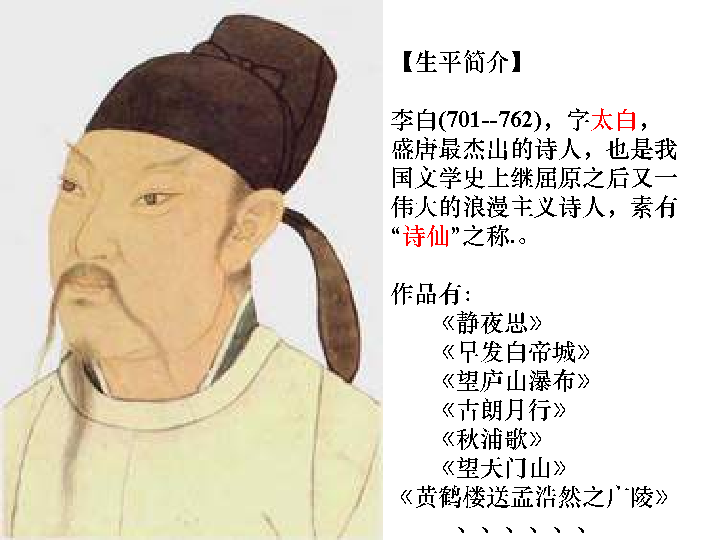 【生平简介】
李白(701--762)，字太白，
盛唐最杰出的诗人，也是我
国文学史上继屈原之后又一
伟大的浪漫主义诗人，素有
“诗仙”之称.。
作品有：
《静夜思》
《早发白帝城》
《望庐山瀑布》
《古朗月行》
《秋浦歌》
《望天门山》
《黄鹤楼送孟浩然之广陵》
、、、、、、